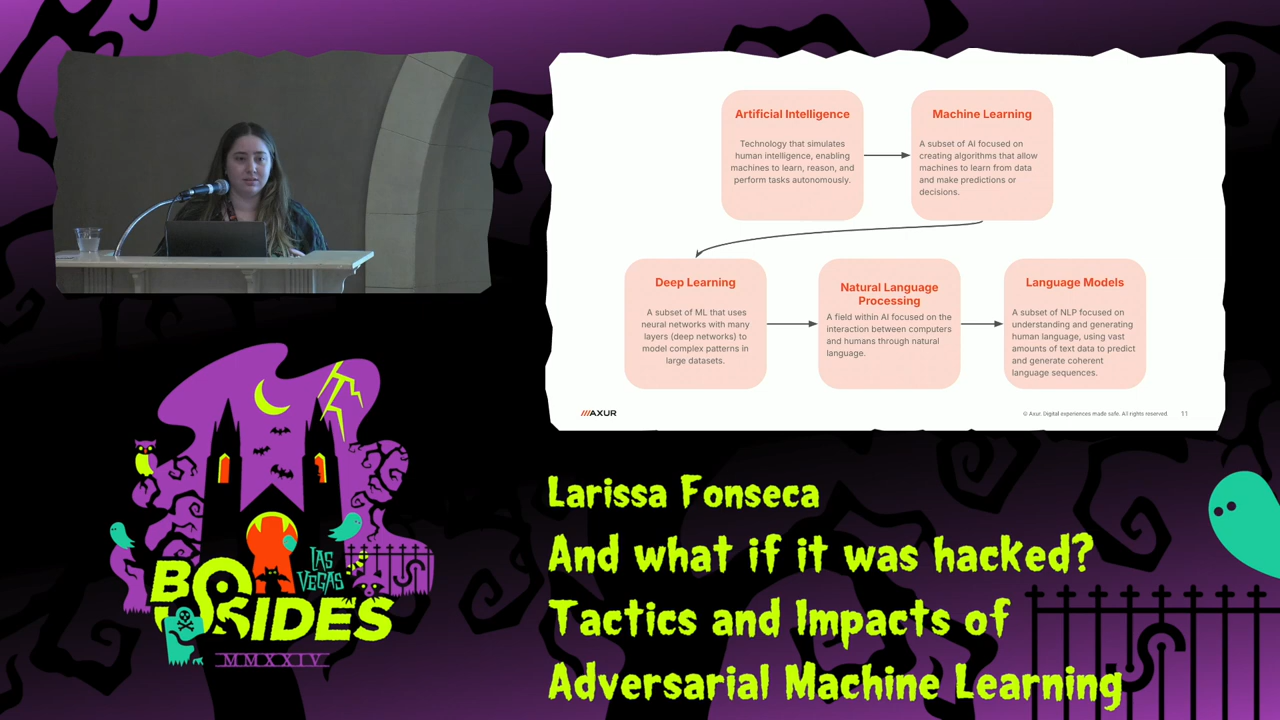 Artificial Intelligence
Technology that simulates
human intelligence, enabling
machines to learn, reason, and
perform tasks autonomously.
Machine Learning
A subset of AI focused on
creating algorithms that allow
machines to learn from data
and make predictions or
decisions.
Deep Learning
A subset of ML that uses
neural networks with many
layers (deep networks) to
model complex patterns in
large datasets.
Natural Language
Processing
A field within AI focused on the
interaction between computers
and humans through natural
language.
Language Models
A subset of NLP focused on
understanding and generating
human language, using vast
amounts of text data to predict
and generate coherent
language sequences.
///AXUR
© Axur. Digital experiences made safe. All rights reserved.
11
LAS
VEGAS
BSIDES
MMXXIV
Larissa Fonseca
And what if it was hacked?
Tactics and Impacts of
Adversarial Machine Learning